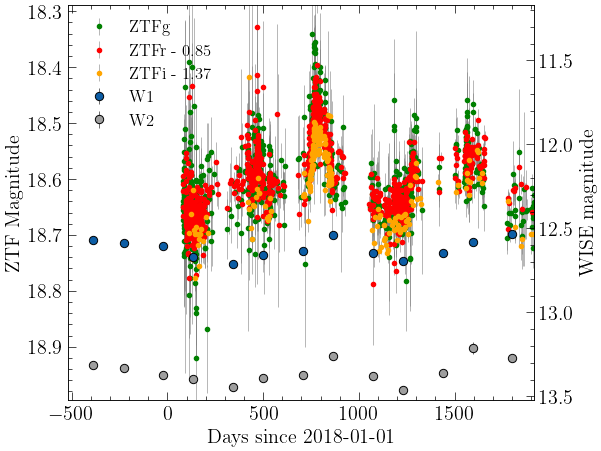 ZTFg
ZTFr - 0.85
ZTFi - 1.37
W1
W2
18.3
18.4
18.5
18.6
18.7
18.8
18.9
ZTF Magnitude
11.5
12.0
12.5
13.0
13.5
WISE magnitude
−500
0
500
1000
1500
Days since 2018-01-01